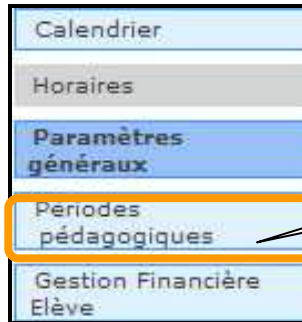 Calendrier
Horaires
Paramètres
généraux
Périodes
pédagogiques
Gestion Financière
Elève